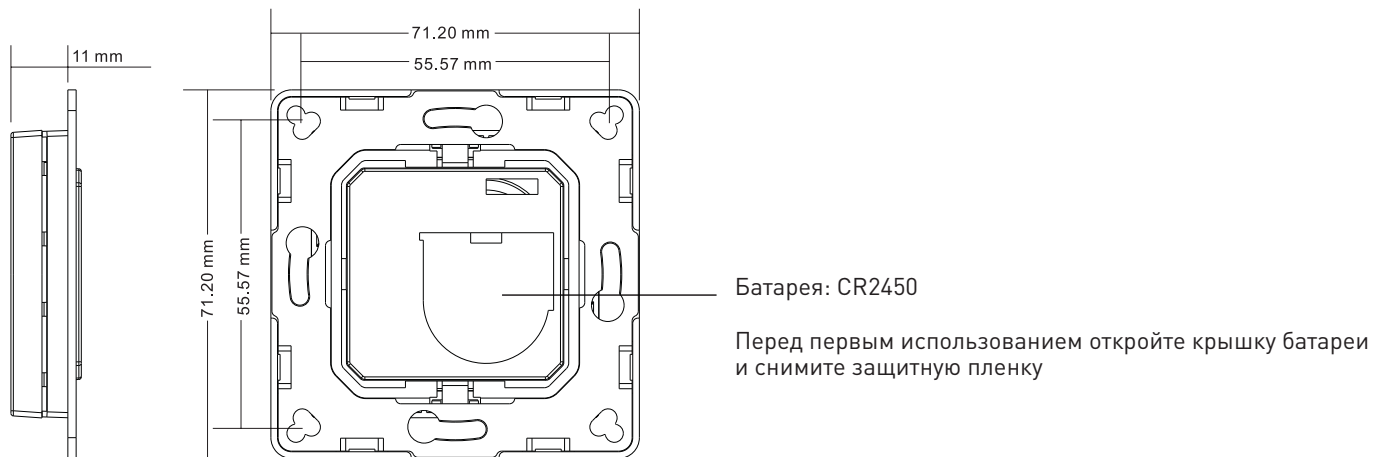 71.20 mm
11 mm
55.57 mm
71.20 mm
55.57 mm
Батарея: CR2450
Перед первым использованием откройте крышку батареи
и снимите защитную пленку